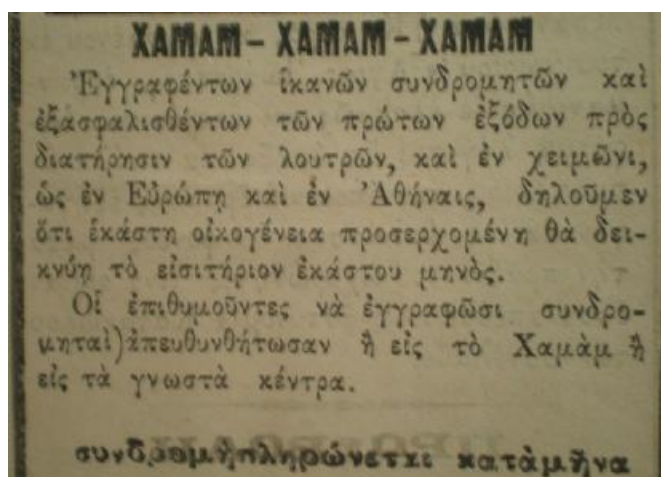 ΧΑΜΑΜ – ΧΑΜΑΜ – ΧΑΜΑΜ
Ἐγγραφέντων ἱκανῶν συνδρομητῶν καὶ
ἐξασφαλισθέντων τῶν πρώτων ἐξόδων πρὸς
διατήρησιν τῶν λουτρῶν, καὶ ἐν χειμῶνι,
ὡς ἐν Εὐρώπῃ καὶ ἐν Ἀθήναις, δηλοῦμεν
ὅτι ἑκάστη οἰκογένεια προσερχομένη θὰ δει-
κνύῃ τὸ εἰσιτήριον ἑκάστου μηνός.
Οἱ ἐπιθυμοῦντες νὰ ἐγγραφῶσι συνδρο-
μηταὶ)ἀπευθυνθήτωσαν ἢ εἰς τὸ Χαμὰμ ἢ
εἰς τὰ γνωστὰ κέντρα.
συνδρομὴ πληρώνεται κατὰ μῆνα